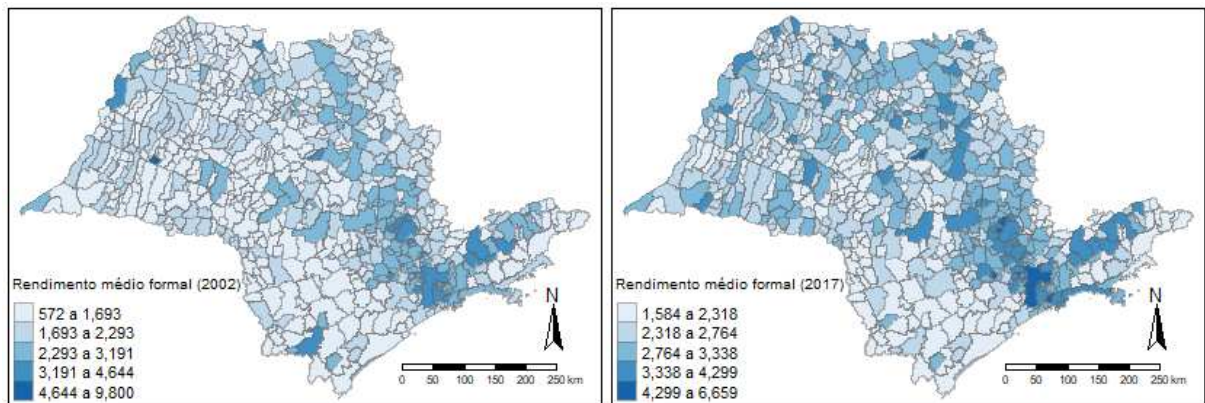 Rendimento médio formal (2002)
572 a 1,693
1,693 a 2,293
2,293 a 3,191
3,191 a 4,644
4,644 a 9,800
N
0 50 100 150 200 250 km
Rendimento médio formal (2017)
1,584 a 2,318
2,318 a 2,764
2,764 a 3,338
3,338 a 4,299
4,299 a 6,659
N
0 50 100 150 200 250 km